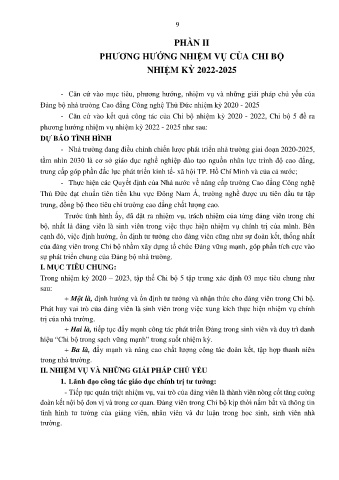 9
PHẦN II
PHƯƠNG HƯỚNG NHIỆM VỤ CỦA CHI BỘ
NHIỆM KỲ 2022-2025
- Căn cứ vào mục tiêu, phương hướng, nhiệm vụ và những giải pháp chủ yếu của
Đảng bộ nhà trường Cao đẳng Công nghệ Thủ Đức nhiệm kỳ 2020 - 2025
- Căn cứ vào kết quả công tác của Chi bộ nhiệm kỳ 2020 - 2022, Chi bộ 5 đề ra
phương hướng nhiệm vụ nhiệm kỳ 2022 - 2025 như sau:
DỰ BÁO TÌNH HÌNH
- Nhà trường đang điều chỉnh chiến lược phát triển nhà trường giai đoạn 2020-2025,
tầm nhìn 2030 là cơ sở giáo dục nghề nghiệp đào tạo nguồn nhân lực trình độ cao đẳng,
trung cấp góp phần đắc lực phát triển kinh tế- xã hội TP. Hồ Chí Minh và của cả nước;
- Thực hiện các Quyết định của Nhà nước về nâng cấp trường Cao đẳng Công nghệ
Thủ Đức đạt chuẩn tiên tiến khu vực Đông Nam Á, trường nghề được ưu tiên đầu tư tập
trung, đồng bộ theo tiêu chí trường cao đẳng chất lượng cao.
Trước tình hình ấy, đã đặt ra nhiệm vụ, trách nhiệm của từng đảng viên trong chi
bộ, nhất là đảng viên là sinh viên trong việc thực hiện nhiệm vụ chính trị của mình. Bên
cạnh đó, việc định hướng, ổn định tư tưởng cho đảng viên cũng như sự đoàn kết, thống nhất
của đảng viên trong Chi bộ nhằm xây dựng tổ chức Đảng vững mạnh, góp phần tích cực vào
sự phát triển chung của Đảng bộ nhà trường.
I. MỤC TIÊU CHUNG:
Trong nhiệm kỳ 2020 – 2023, tập thể Chi bộ 5 tập trung xác định 03 mục tiêu chung như
sau:
+ Một là, định hướng và ổn định tư tưởng và nhận thức cho đảng viên trong Chi bộ.
Phát huy vai trò của đảng viên là sinh viên trong việc xung kích thực hiện nhiệm vụ chính
trị của nhà trường.
+ Hai là, tiếp tục đẩy mạnh công tác phát triển Đảng trong sinh viên và duy trì danh
hiệu “Chi bộ trong sạch vững mạnh” trong suốt nhiệm kỳ.
+ Ba là, đẩy mạnh và nâng cao chất lượng công tác đoàn kết, tập hợp thanh niên
trong nhà trường.
II. NHIỆM VỤ VÀ NHỮNG GIẢI PHÁP CHỦ YẾU
1. Lãnh đạo công tác giáo dục chính trị tư tưởng:
- Tiếp tục quán triệt nhiệm vụ, vai trò của đảng viên là thành viên nòng cốt tăng cường
đoàn kết nội bộ đơn vị và trong cơ quan. Đảng viên trong Chi bộ kịp thời nắm bắt và thông tin
tình hình tư tưởng của giảng viên, nhân viên và dư luận trong học sinh, sinh viên nhà
trường.